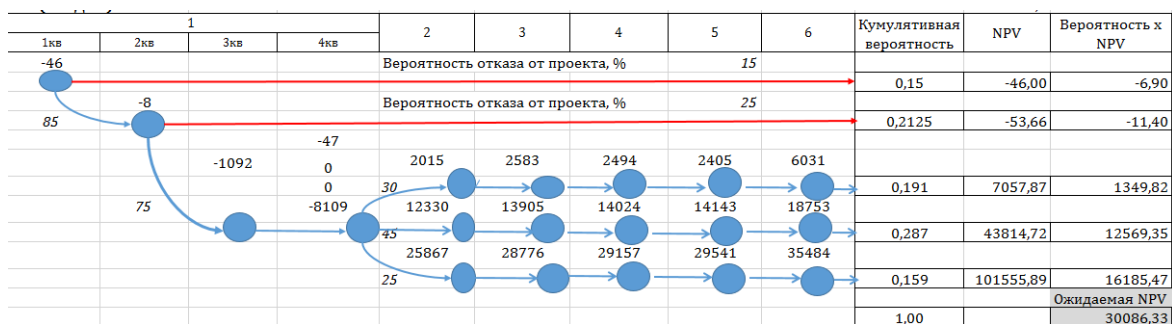 1 2 3 4 5 6 Кумулятивная вероятность NPV Вероятность x NPV
1кв 2кв 3кв 4кв
-46 Вероятность отказа от проекта, % 15
0,15 -46,00 -6,90
-8 Вероятность отказа от проекта, % 25
85 0,2125 -53,66 -11,40
-47
-1092 0 2015 2583 2494 2405 6031
0 30 0,191 7057,87 1349,82
75 -8109 12330 13905 14024 14143 18753
45 0,287 43814,72 12569,35
25867 28776 29157 29541 35484
25 0,159 101555,89 16185,47
Ожидаемая NPV
1,00 30086,33